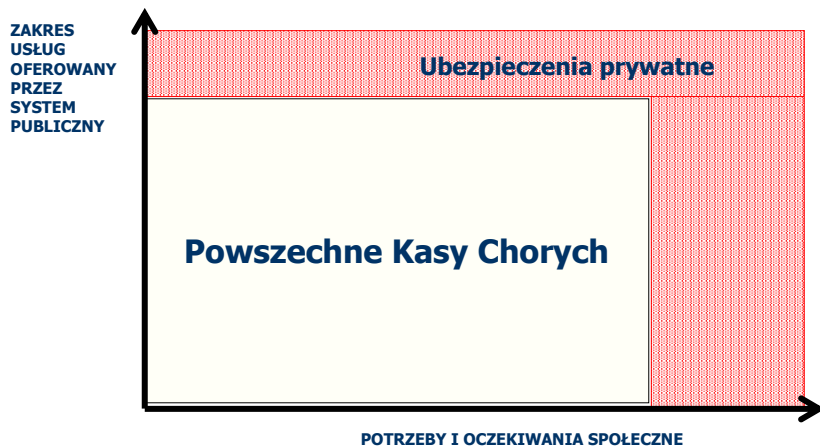 ZAKRES
USŁUG
OFEROWANY
PRZEZ
SYSTEM
PUBLICZNY
Ubezpieczenia prywatne
Powszechne Kasy Chorych
POTRZEBY I OCZEKIWANIA SPOŁECZNE